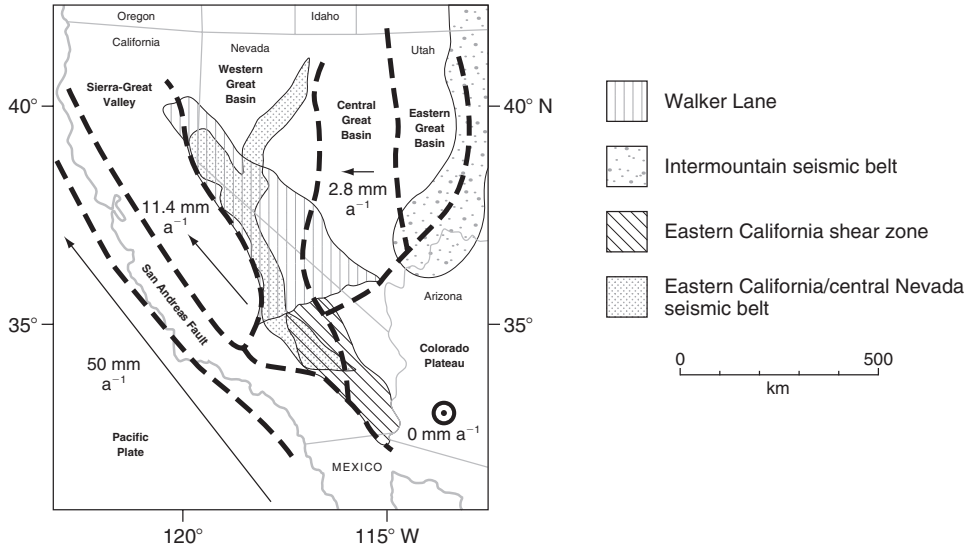 Oregon
Idaho
California
Nevada
Utah
Western
Great
Basin
Sierra-Great
Valley
40°
40° N
Central
Great
Basin
Eastern
Great
Basin
2.8 mm
a⁻¹
11.4 mm
a⁻¹
San Andreas Fault
Arizona
35°
35°
Colorado
Plateau
50 mm
a⁻¹
0 mm a⁻¹
Pacific
Plate
MEXICO
120°
115° W
Walker Lane
Intermountain seismic belt
Eastern California shear zone
Eastern California/central Nevada
seismic belt
0
500
km